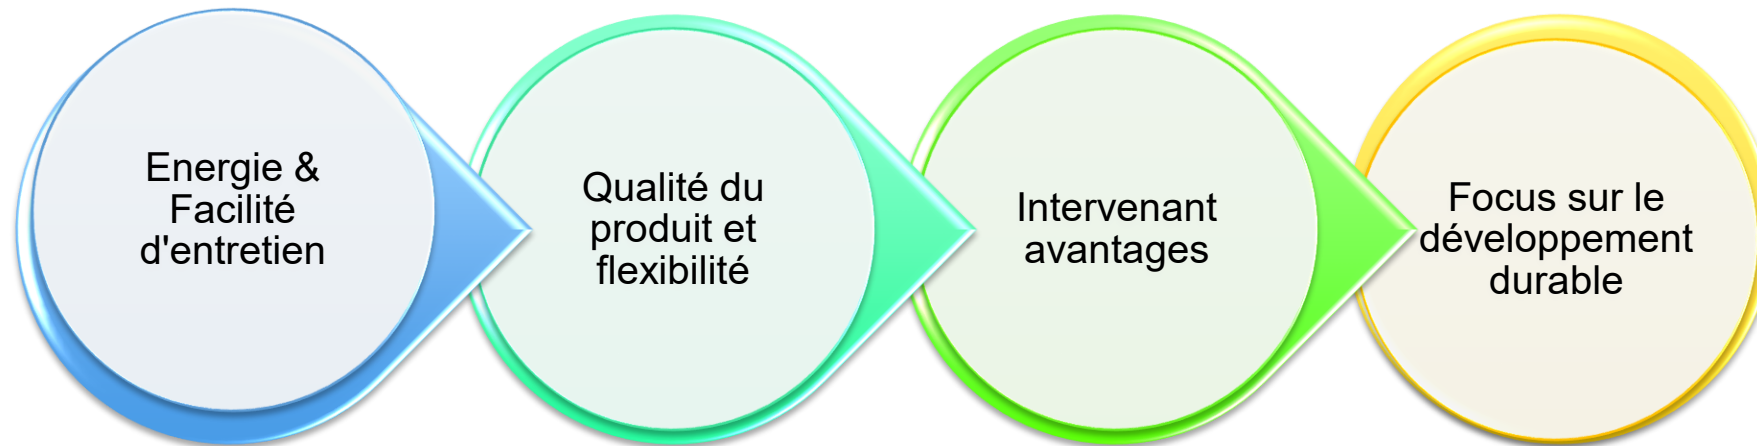 Energie &
Facilité
d'entretien
Qualité du
produit et
flexibilité
Intervenant
avantages
Focus sur le
développement
durable